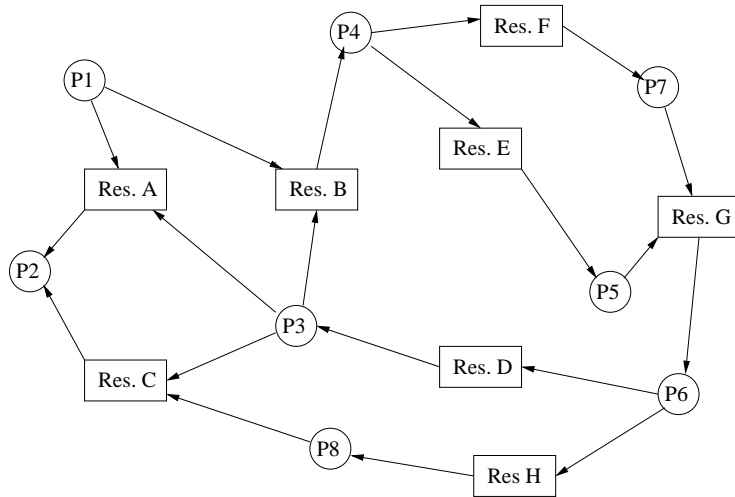 P4
Res. F
P1
P7
Res. E
Res. A
Res. B
Res. G
P2
P5
P3
Res. D
Res. C
P6
P8
Res H